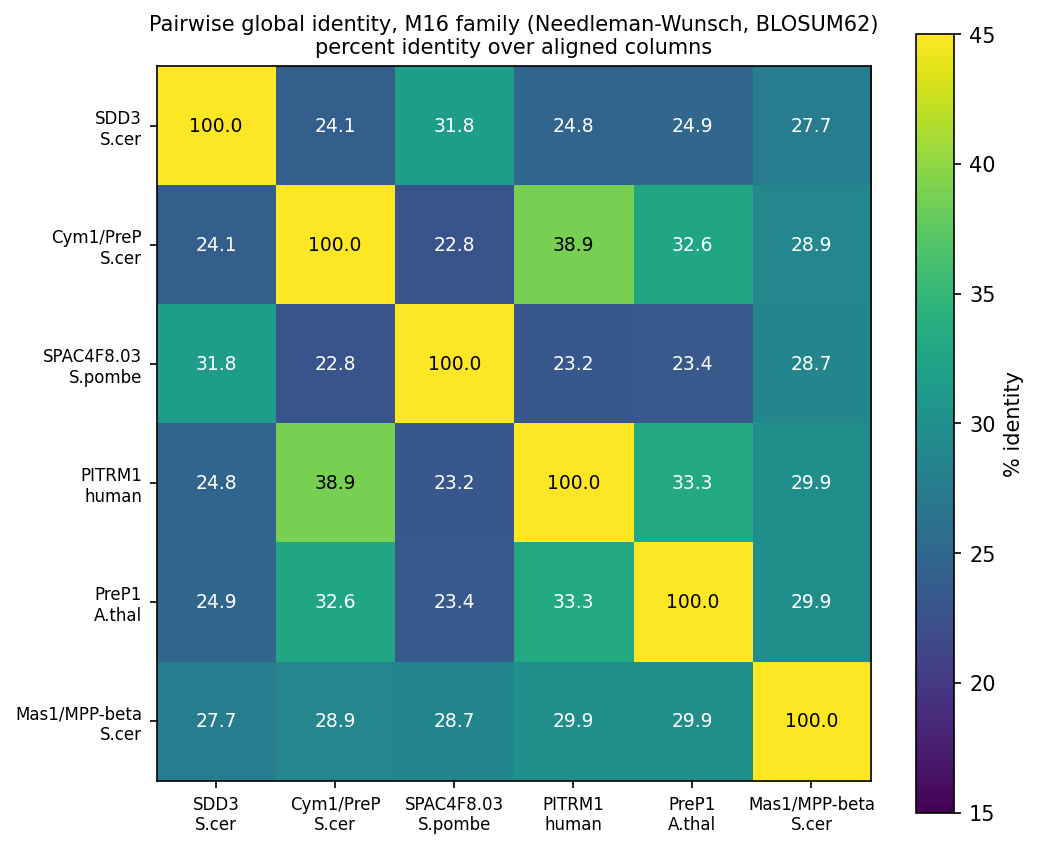 Pairwise global identity, M16 family (Needleman-Wunsch, BLOSUM62)
percent identity over aligned columns
SDD3
S.cer
100.0 24.1 31.8 24.8 24.9 27.7
Cym1/PreP
S.cer
24.1 100.0 22.8 38.9 32.6 28.9
SPAC4F8.03
S.pombe
31.8 22.8 100.0 23.2 23.4 28.7
PITRM1
human
24.8 38.9 23.2 100.0 33.3 29.9
PreP1
A.thal
24.9 32.6 23.4 33.3 100.0 29.9
Mas1/MPP-beta
S.cer
27.7 28.9 28.7 29.9 29.9 100.0
SDD3 Cym1/PreP SPAC4F8.03 PITRM1 PreP1 Mas1/MPP-beta
S.cer S.cer S.pombe human A.thal S.cer
45
40
35
30
25
20
15
% identity